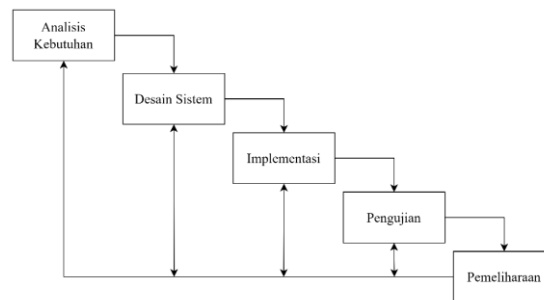 Analisis
Kebutuhan
Desain Sistem
Implementasi
Pengujian
Pemeliharaan